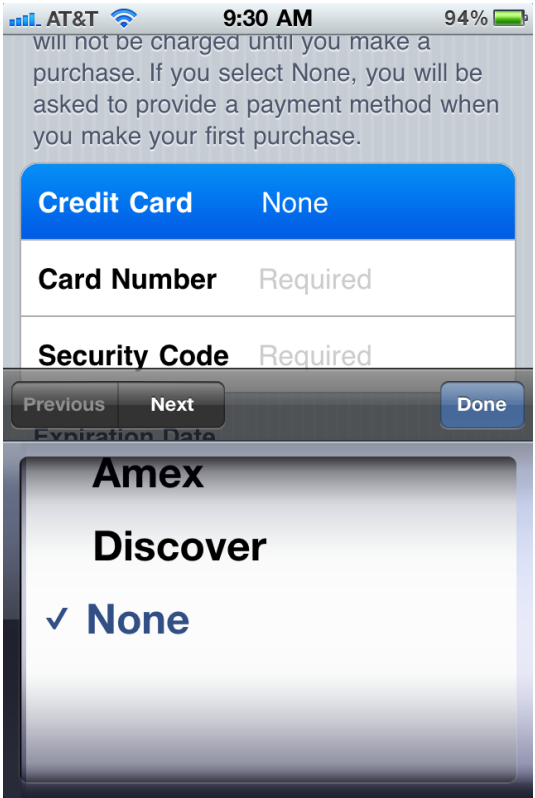 AT&T 9:30 AM 94%
will not be charged until you make a
purchase. If you select None, you will be
asked to provide a payment method when
you make your first purchase.
Credit Card None
Card Number Required
Security Code Required
Previous Next Done
Expiration Date
Amex
Discover
✓ None